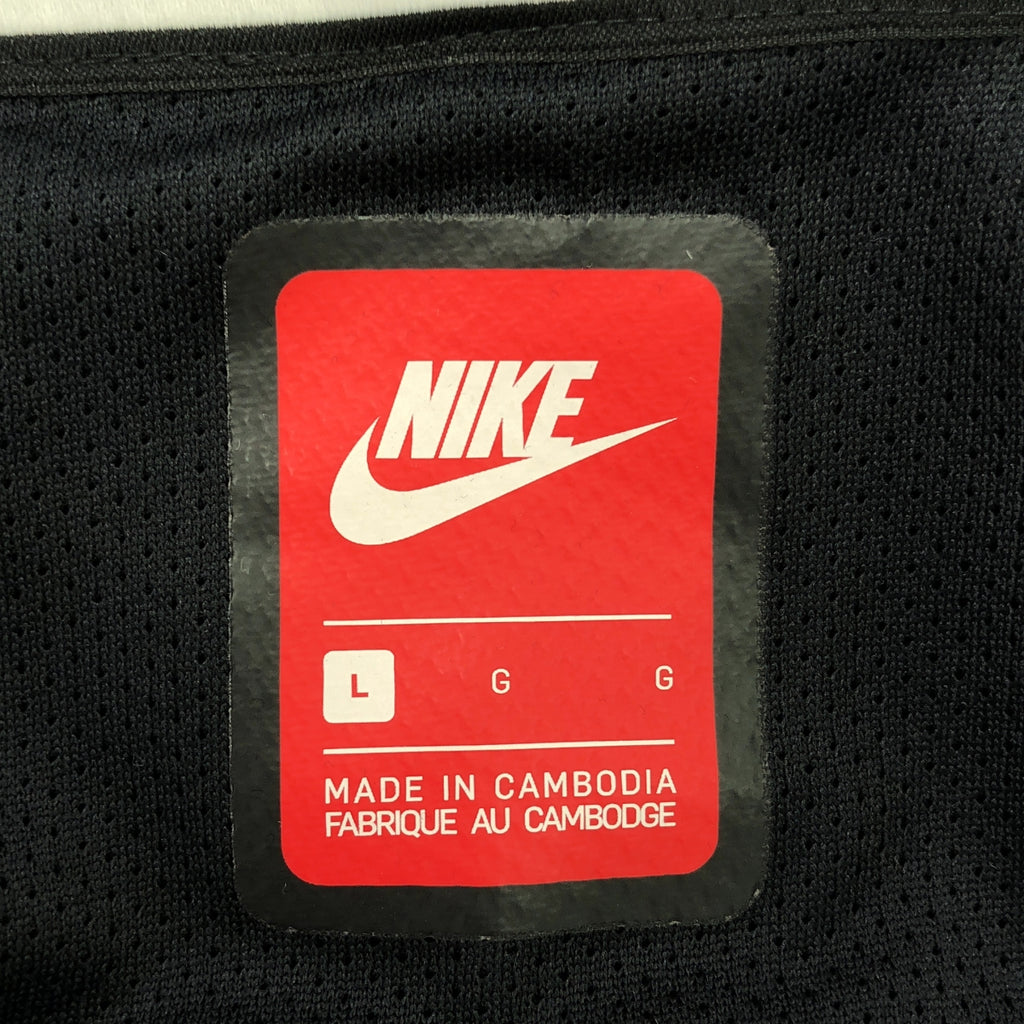 NIKE
L G G
MADE IN CAMBODIA
FABRIQUE AU CAMBODGE